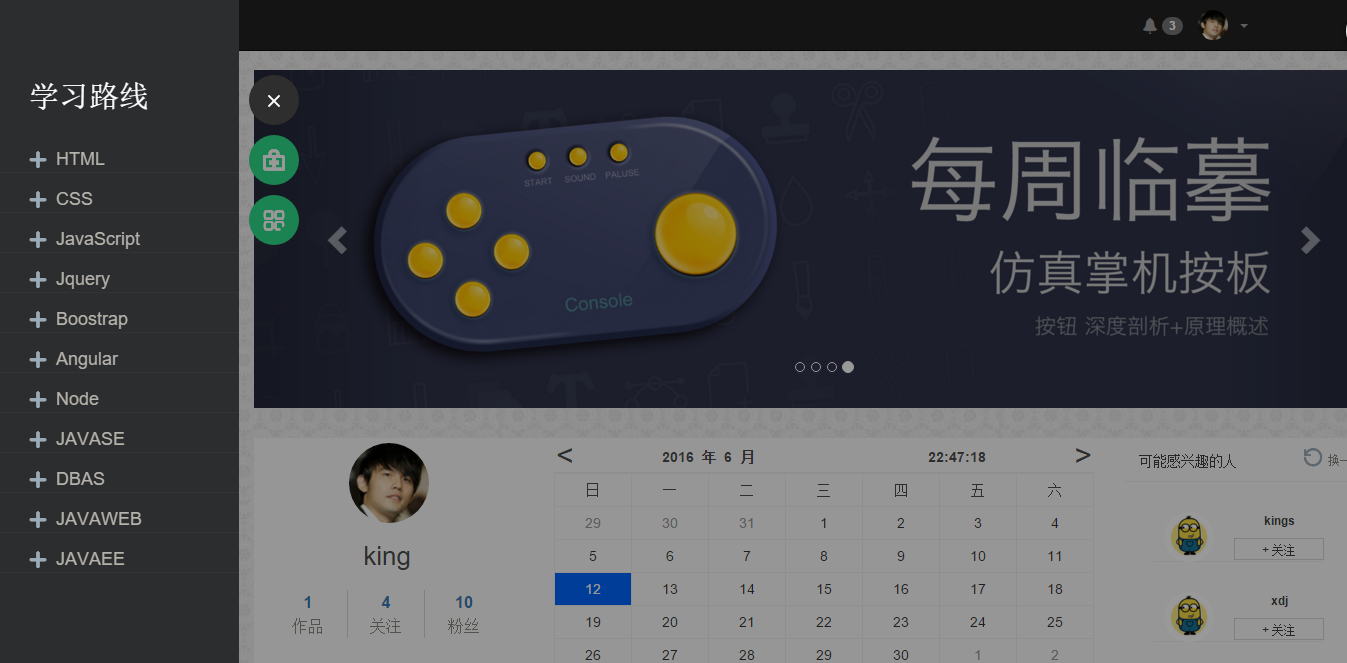 3
学习路线
HTML
CSS
JavaScript
Jquery
Boostrap
Angular
Node
JAVASE
DBAS
JAVAWEB
JAVAEE
START SOUND PALUSE
Console
每周临摹
仿真掌机按板
按钮 深度剖析+原理概述
king
1 4 10
作品 关注 粉丝
< 2016 年 6 月 22:47:18 >
日 一 二 三 四 五 六
29 30 31 1 2 3 4
5 6 7 8 9 10 11
12 13 14 15 16 17 18
19 20 21 22 23 24 25
26 27 28 29 30 1 2
可能感兴趣的人 换一
kings
+ 关注
xdj
+ 关注